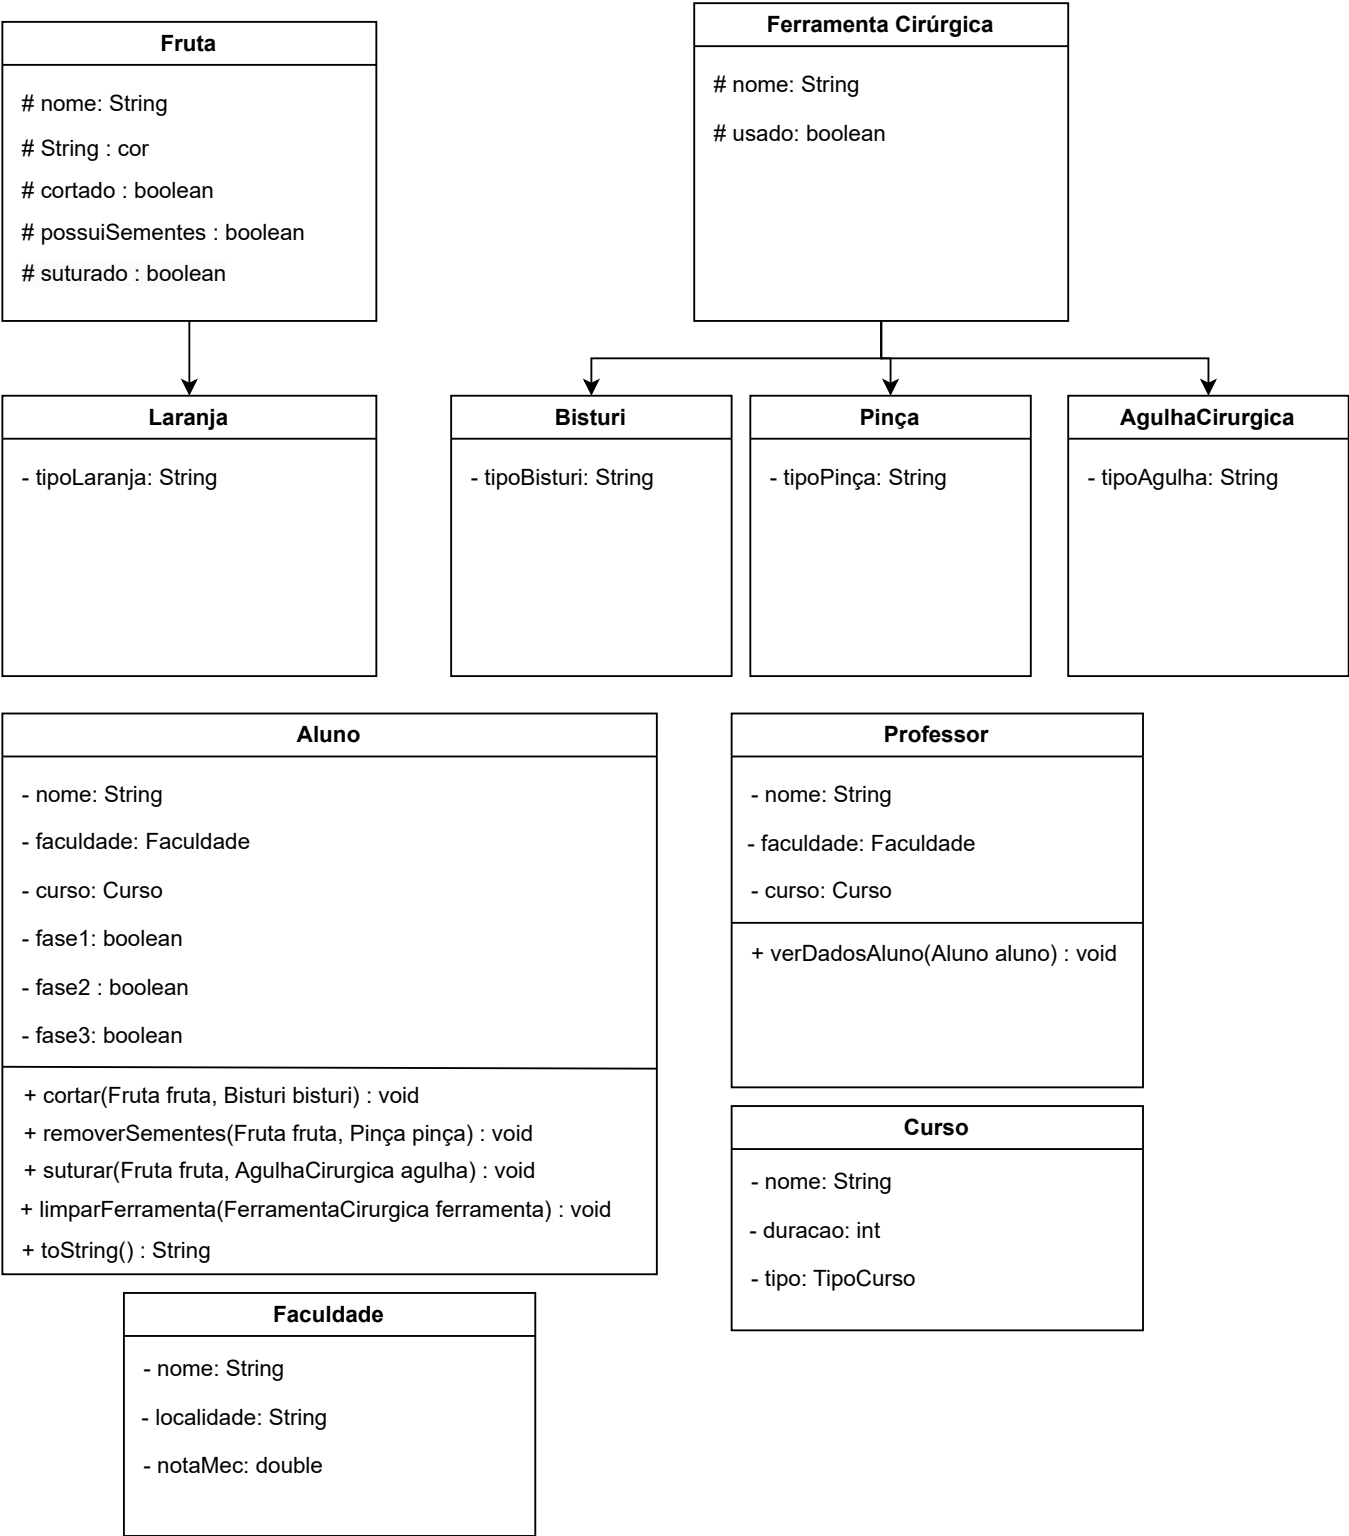 Fruta
# nome: String
# String : cor
# cortado : boolean
# possuiSementes : boolean
# suturado : boolean
Ferramenta Cirúrgica
# nome: String
# usado: boolean
Laranja
- tipoLaranja: String
Bisturi
- tipoBisturi: String
Pinça
- tipoPinça: String
AgulhaCirurgica
- tipoAgulha: String
Aluno
- nome: String
- faculdade: Faculdade
- curso: Curso
- fase1: boolean
- fase2 : boolean
- fase3: boolean
+ cortar(Fruta fruta, Bisturi bisturi) : void
+ removerSementes(Fruta fruta, Pinça pinça) : void
+ suturar(Fruta fruta, AgulhaCirurgica agulha) : void
+ limparFerramenta(FerramentaCirurgica ferramenta) : void
+ toString() : String
Professor
- nome: String
- faculdade: Faculdade
- curso: Curso
+ verDadosAluno(Aluno aluno) : void
Curso
- nome: String
- duracao: int
- tipo: TipoCurso
Faculdade
- nome: String
- localidade: String
- notaMec: double